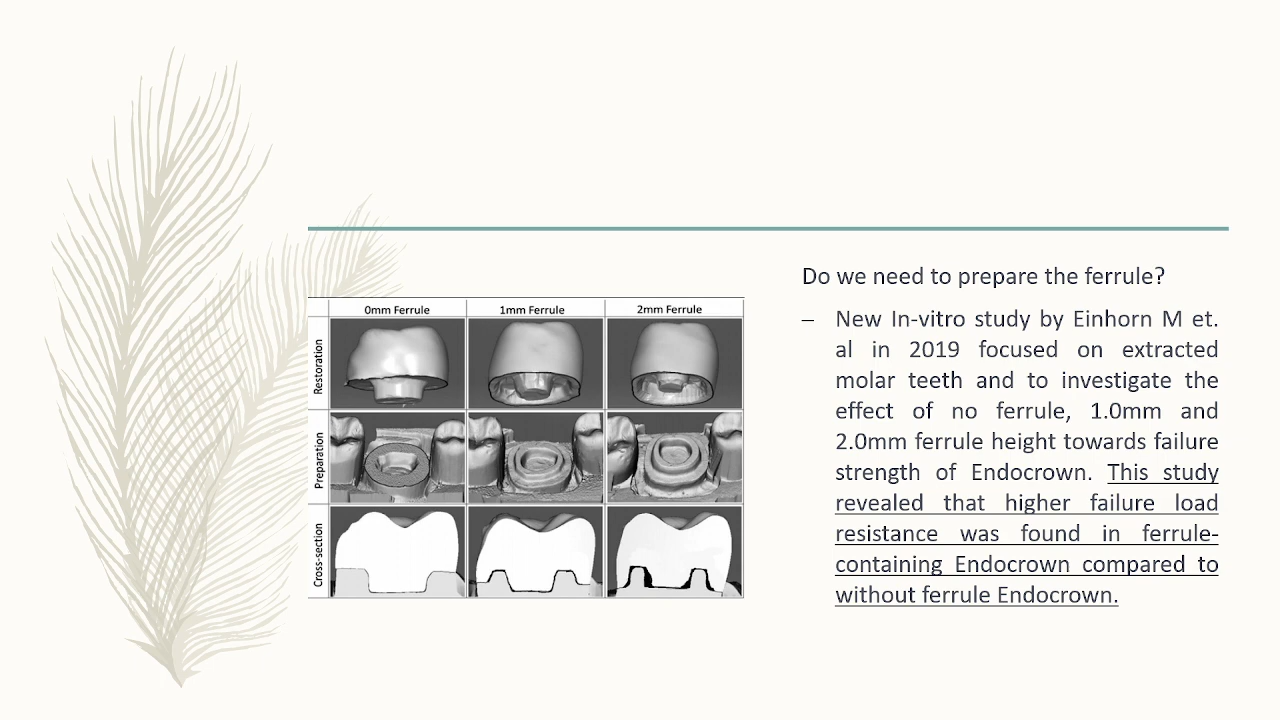 0mm Ferrule 1mm Ferrule 2mm Ferrule
Restoration
Preparation
Cross-section
Do we need to prepare the ferrule?
– New In-vitro study by Einhorn M et.
al in 2019 focused on extracted
molar teeth and to investigate the
effect of no ferrule, 1.0mm and
2.0mm ferrule height towards failure
strength of Endocrown. This study
revealed that higher failure load
resistance was found in ferrule-
containing Endocrown compared to
without ferrule Endocrown.